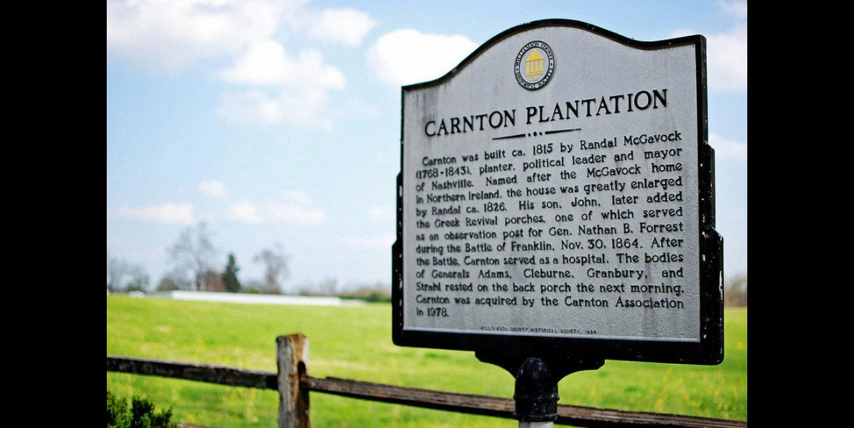 CARNTON PLANTATION
Carnton was built ca. 1815 by Randal McGavock
(1768-1843), planter, political leader and mayor
of Nashville. Named after the McGavock home
in Northern Ireland, the house was greatly enlarged
by Randal ca. 1826. His son, John, later added
the Greek Revival porches, one of which served
as an observation post for Gen. Nathan B. Forrest
during the Battle of Franklin, Nov. 30, 1864. After
the Battle, Carnton served as a hospital. The bodies
of Generals Adams, Cleburne, Granbury, and
Strahl rested on the back porch the next morning.
Carnton was acquired by the Carnton Association
in 1978.
WILLIAMSON COUNTY HISTORICAL SOCIETY,